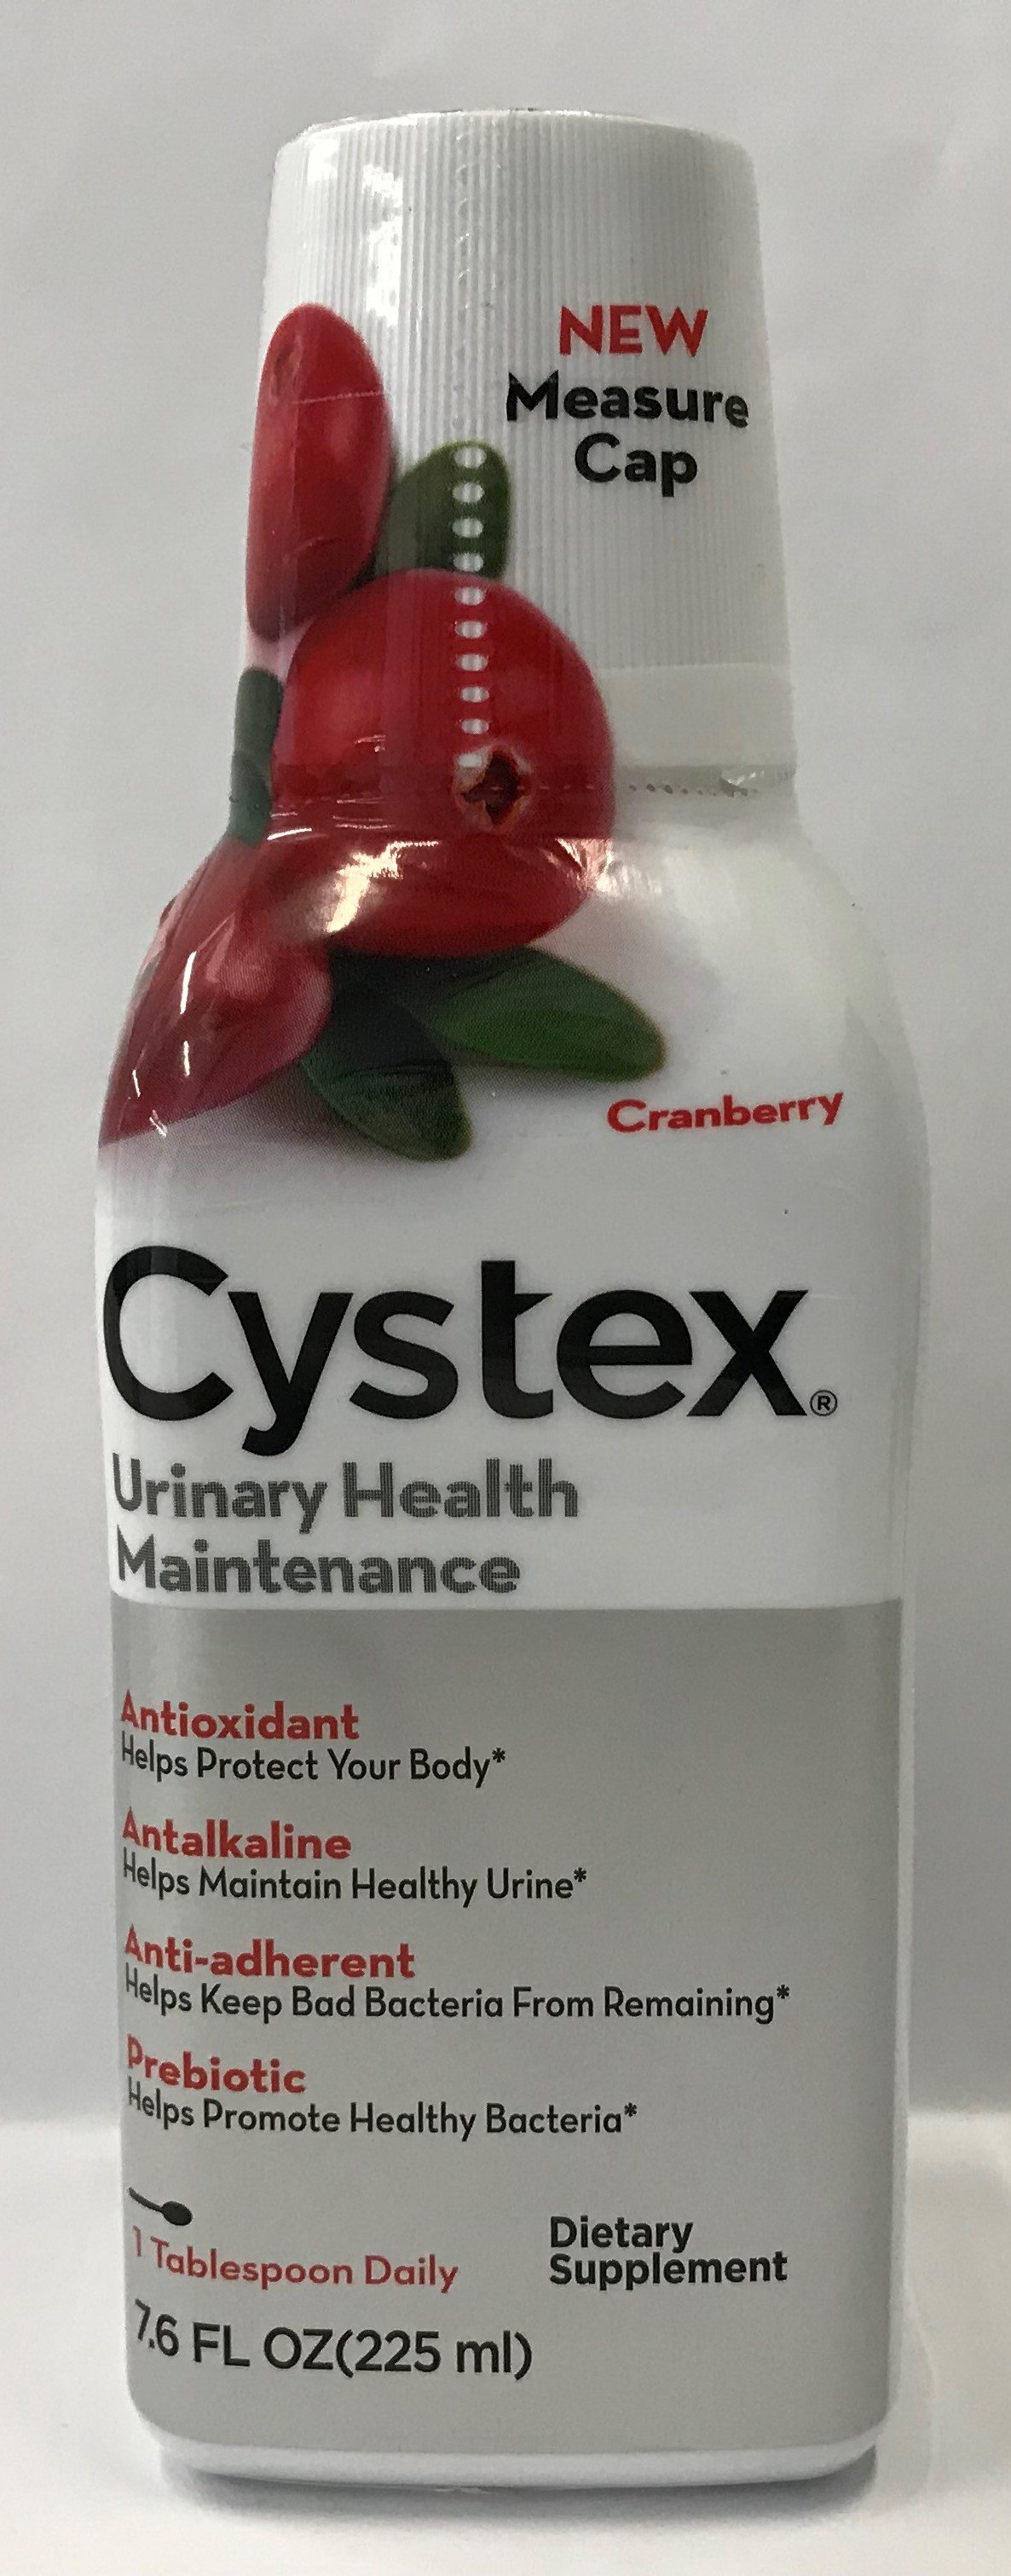 NEW
Measure
Cap
Cranberry
Cystex®
Urinary Health
Maintenance
Antioxidant
Helps Protect Your Body*
Antalkaline
Helps Maintain Healthy Urine*
Anti-adherent
Helps Keep Bad Bacteria From Remaining*
Prebiotic
Helps Promote Healthy Bacteria*
1 Tablespoon Daily
Dietary
Supplement
7.6 FL OZ(225 ml)